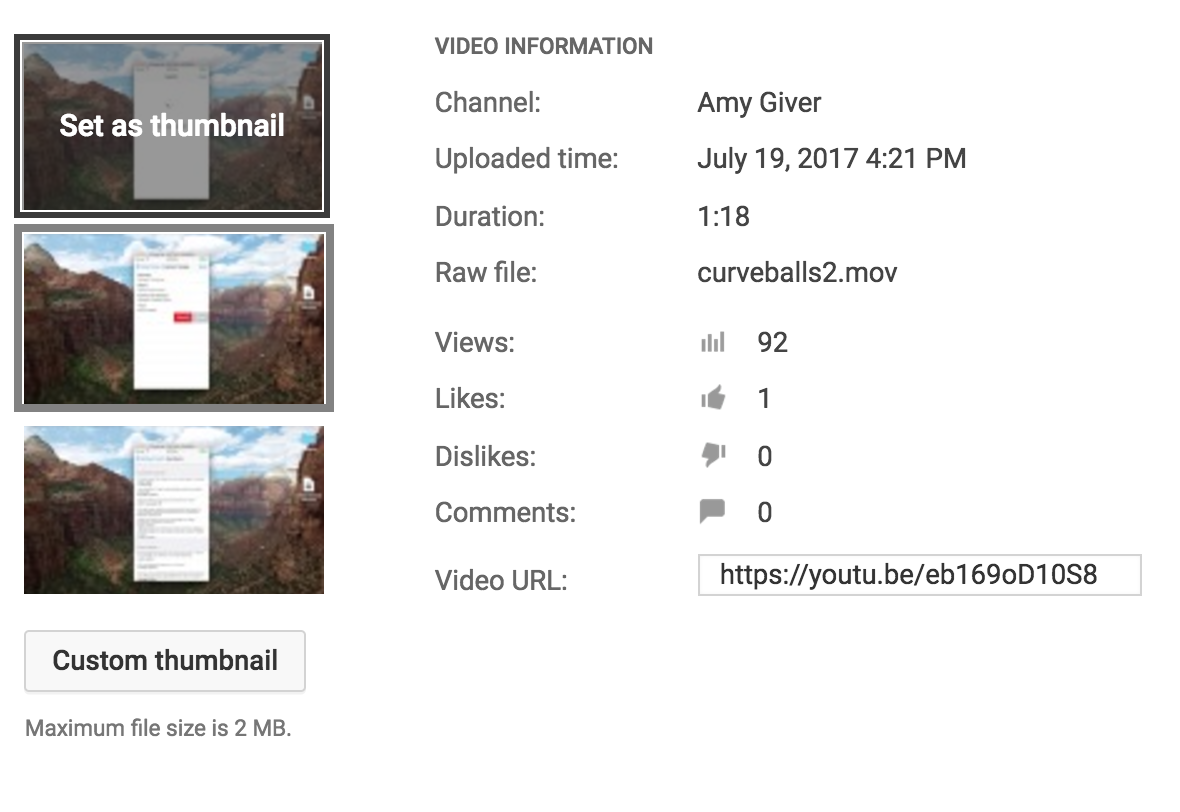 Set as thumbnail
Custom thumbnail
Maximum file size is 2 MB.
VIDEO INFORMATION
Channel: Amy Giver
Uploaded time: July 19, 2017 4:21 PM
Duration: 1:18
Raw file: curveballs2.mov
Views: 92
Likes: 1
Dislikes: 0
Comments: 0
Video URL: https://youtu.be/eb169oD10S8